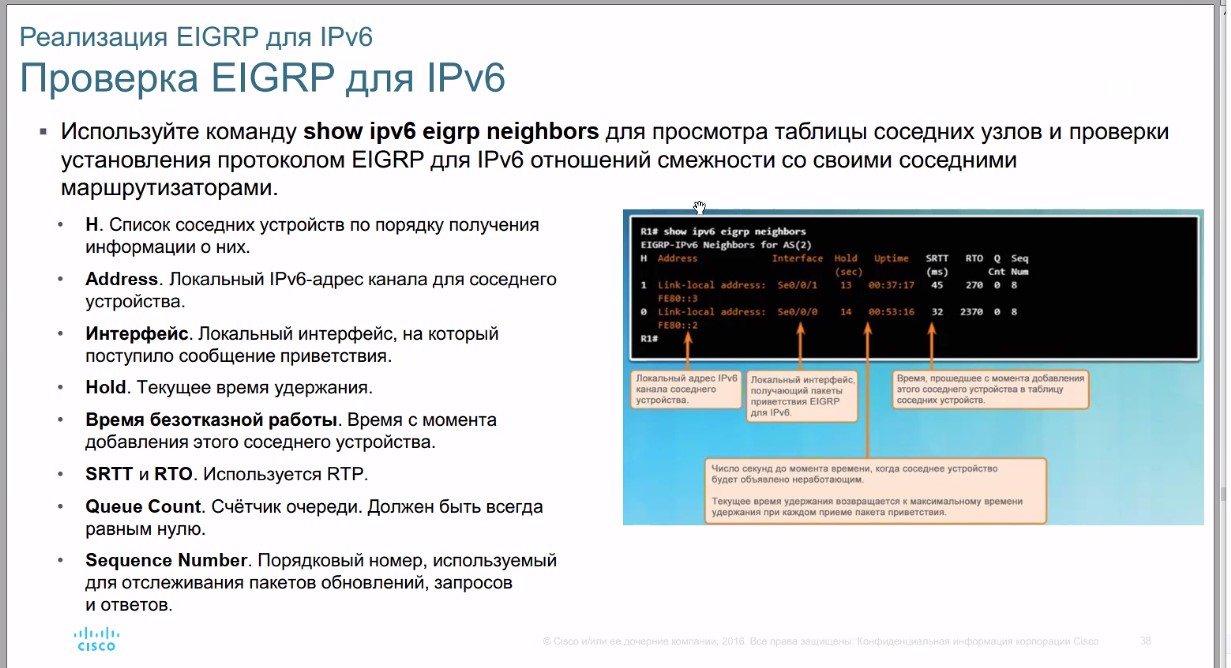 Реализация EIGRP для IPv6
Проверка EIGRP для IPv6
▪ Используйте команду show ipv6 eigrp neighbors для просмотра таблицы соседних узлов и проверки
установления протоколом EIGRP для IPv6 отношений смежности со своими соседними
маршрутизаторами.
• H. Список соседних устройств по порядку получения
информации о них.
• Address. Локальный IPv6-адрес канала для соседнего
устройства.
• Интерфейс. Локальный интерфейс, на который
поступило сообщение приветствия.
• Hold. Текущее время удержания.
• Время безотказной работы. Время с момента
добавления этого соседнего устройства.
• SRTT и RTO. Используется RTP.
• Queue Count. Счётчик очереди. Должен быть всегда
равным нулю.
• Sequence Number. Порядковый номер, используемый
для отслеживания пакетов обновлений, запросов
и ответов.
R1# show ipv6 eigrp neighbors
EIGRP-IPv6 Neighbors for AS(2)
H Address Interface Hold Uptime SRTT RTO Q Seq
(sec) (ms) Cnt Num
1 Link-local address: Se0/0/1 13 00:37:17 45 270 0 8
FE80::3
0 Link-local address: Se0/0/0 14 00:53:16 32 2370 0 8
FE80::2
R1#
Локальный адрес IPv6
канала соседнего
устройства.
Локальный интерфейс,
получающий пакеты
приветствия EIGRP
для IPv6.
Время, прошедшее с момента добавления
этого соседнего устройства в таблицу
соседних устройств.
Число секунд до момента времени, когда соседнее устройство
будет объявлено неработающим.
Текущее время удержания возвращается к максимальному времени
удержания при каждом приеме пакета приветствия.
CISCO
© Cisco и/или ее дочерние компании, 2016. Все права защищены. Конфиденциальная информация корпорации Cisco
38